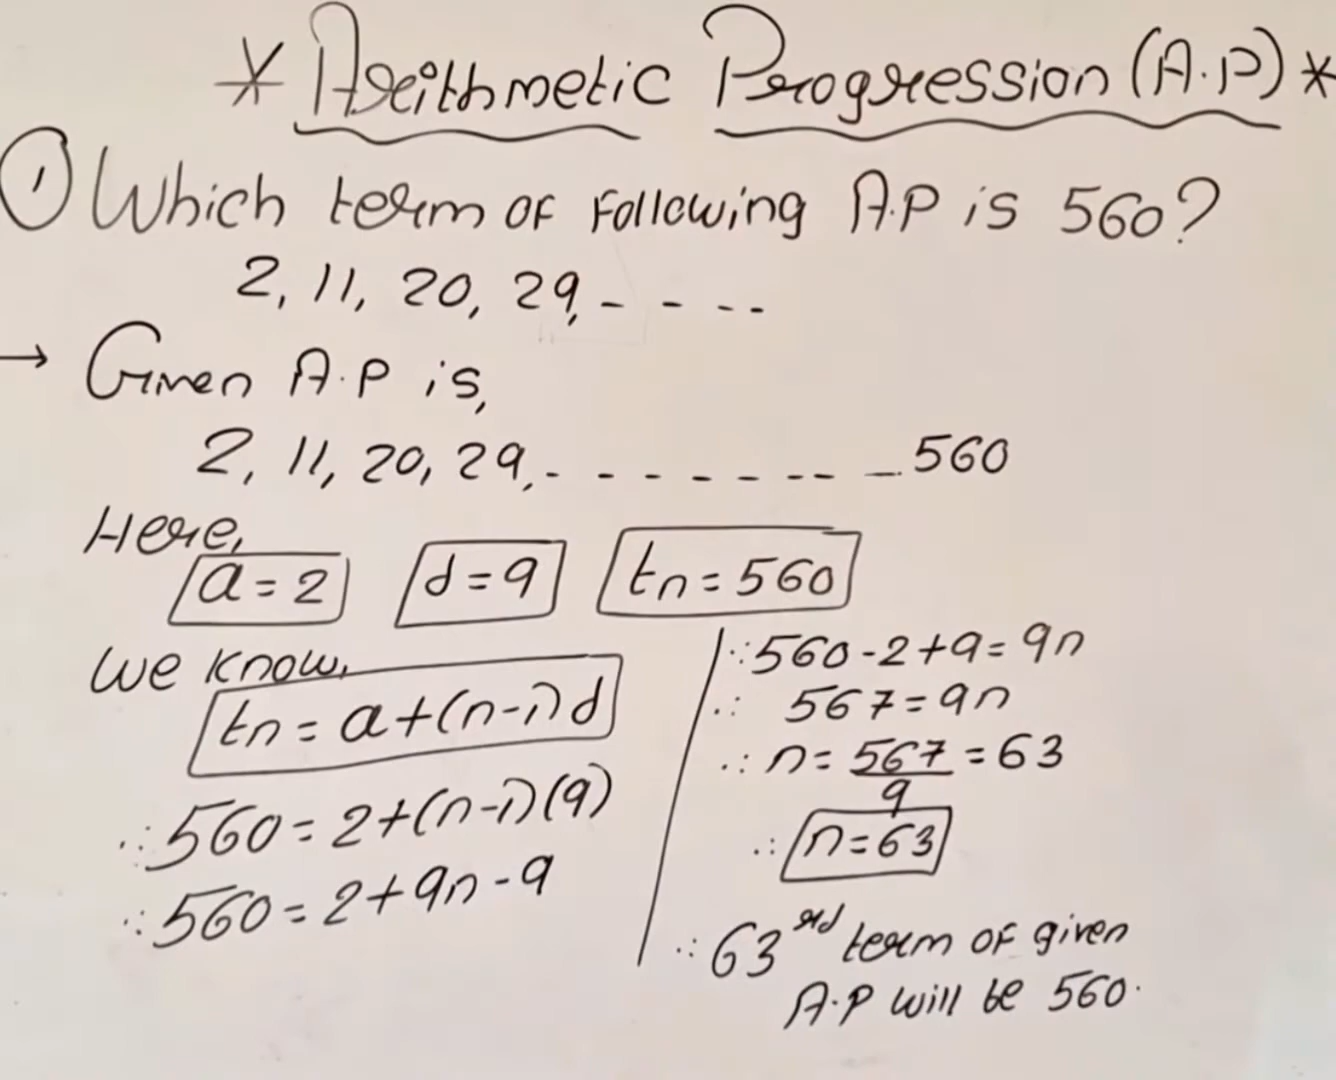 * Arithmetic Progression (A.P) *
① Which term of following A.P is 560?
2, 11, 20, 29, - - - -
→ Given A.P is,
2, 11, 20, 29, - - - - - - - - 560
Here,
a = 2 d = 9 tn = 560
We know,
tn = a + (n-1)d
∴ 560 = 2 + (n-1)(9)
∴ 560 = 2 + 9n - 9
∴ 560 - 2 + 9 = 9n
∴ 567 = 9n
∴ n = 567/9 = 63
∴ n = 63
∴ 63rd term of given
A.P will be 560.